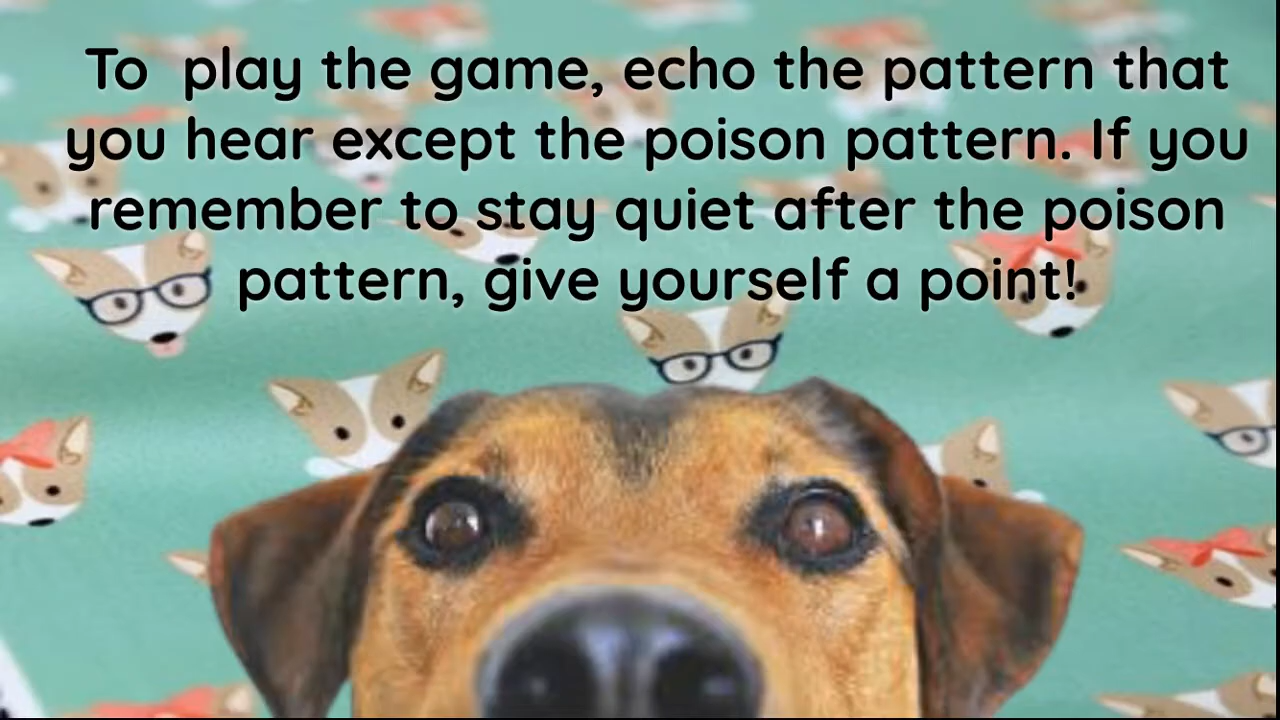 To  play the game, echo the pattern that
you hear except the poison pattern. If you
remember to stay quiet after the poison
pattern, give yourself a point!